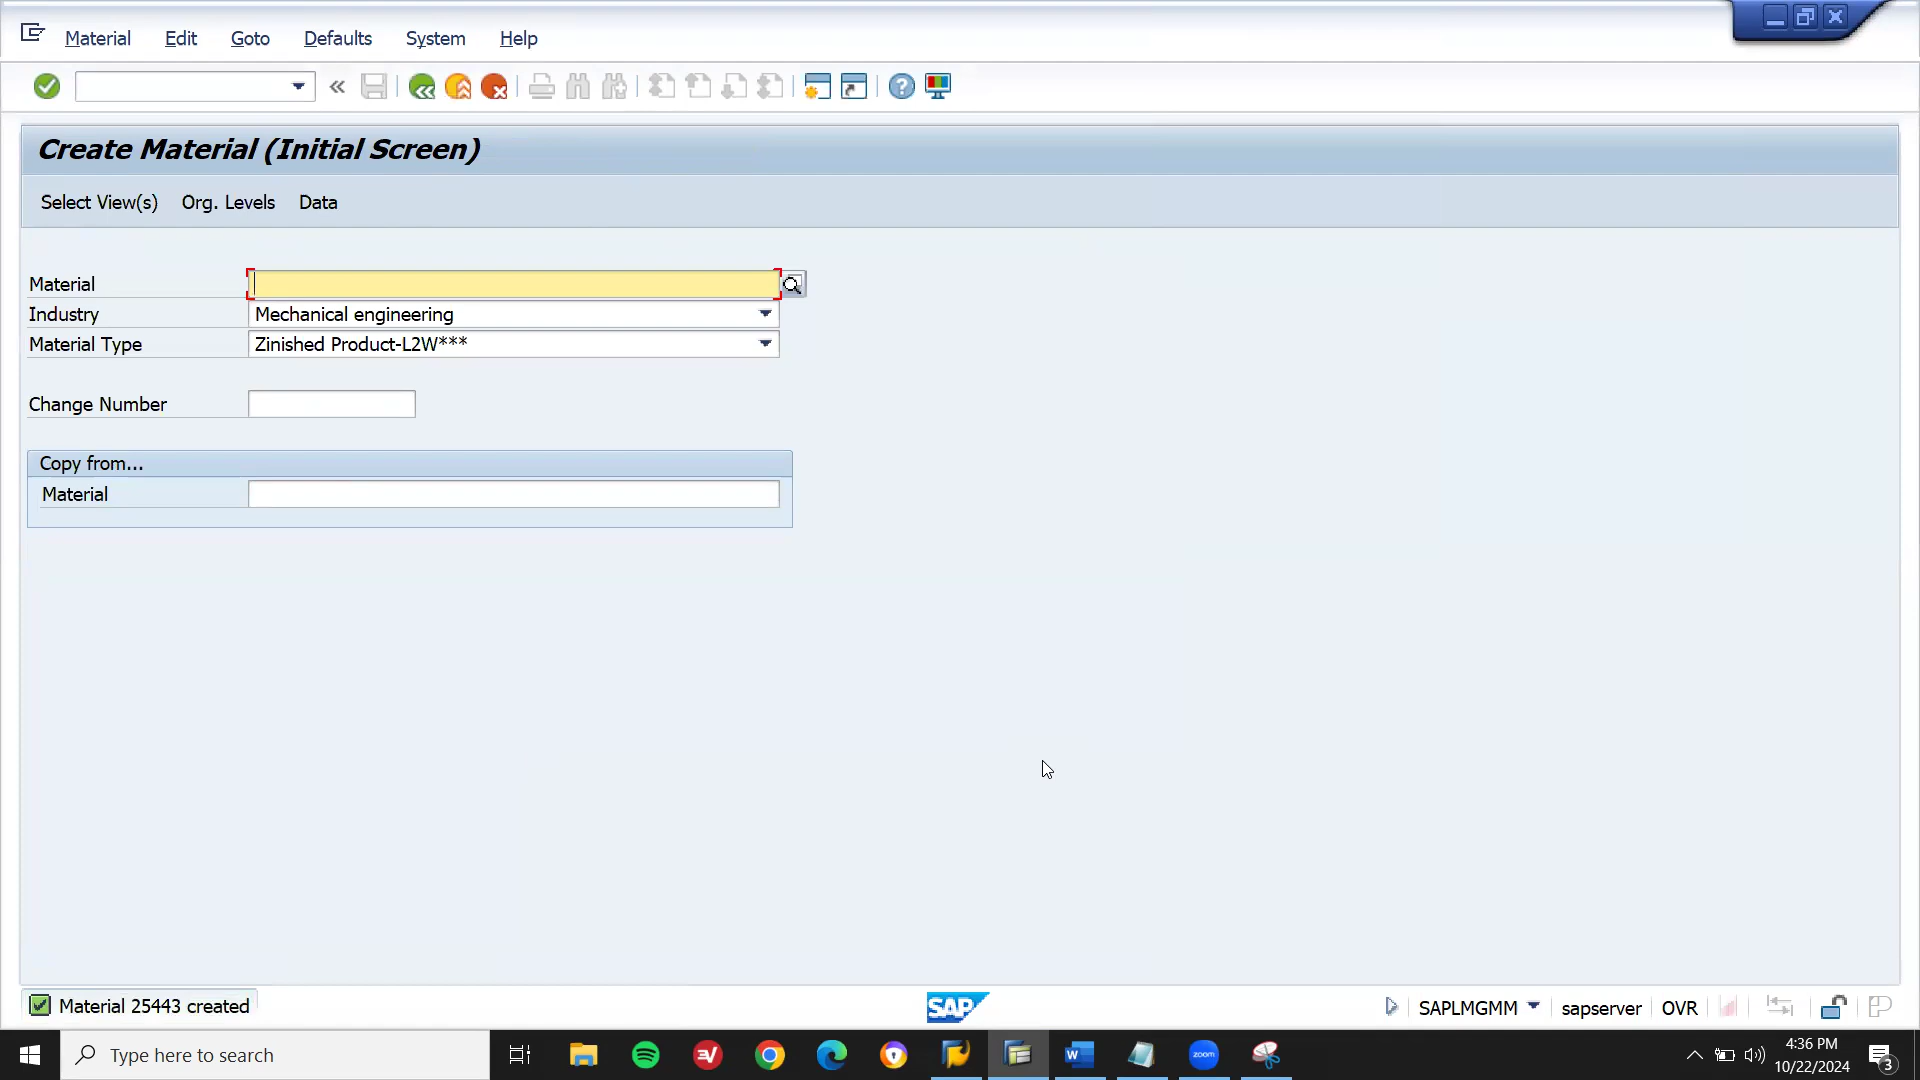 Material Edit Goto Defaults System Help
Create Material (Initial Screen)
Select View(s) Org. Levels Data
Material
Industry Mechanical engineering
Material Type Zinished Product-L2W***
Change Number
Copy from...
Material
Material 25443 created
SAP
SAPLMGMM sapserver OVR
Type here to search
zoom
4:36 PM
10/22/2024
3